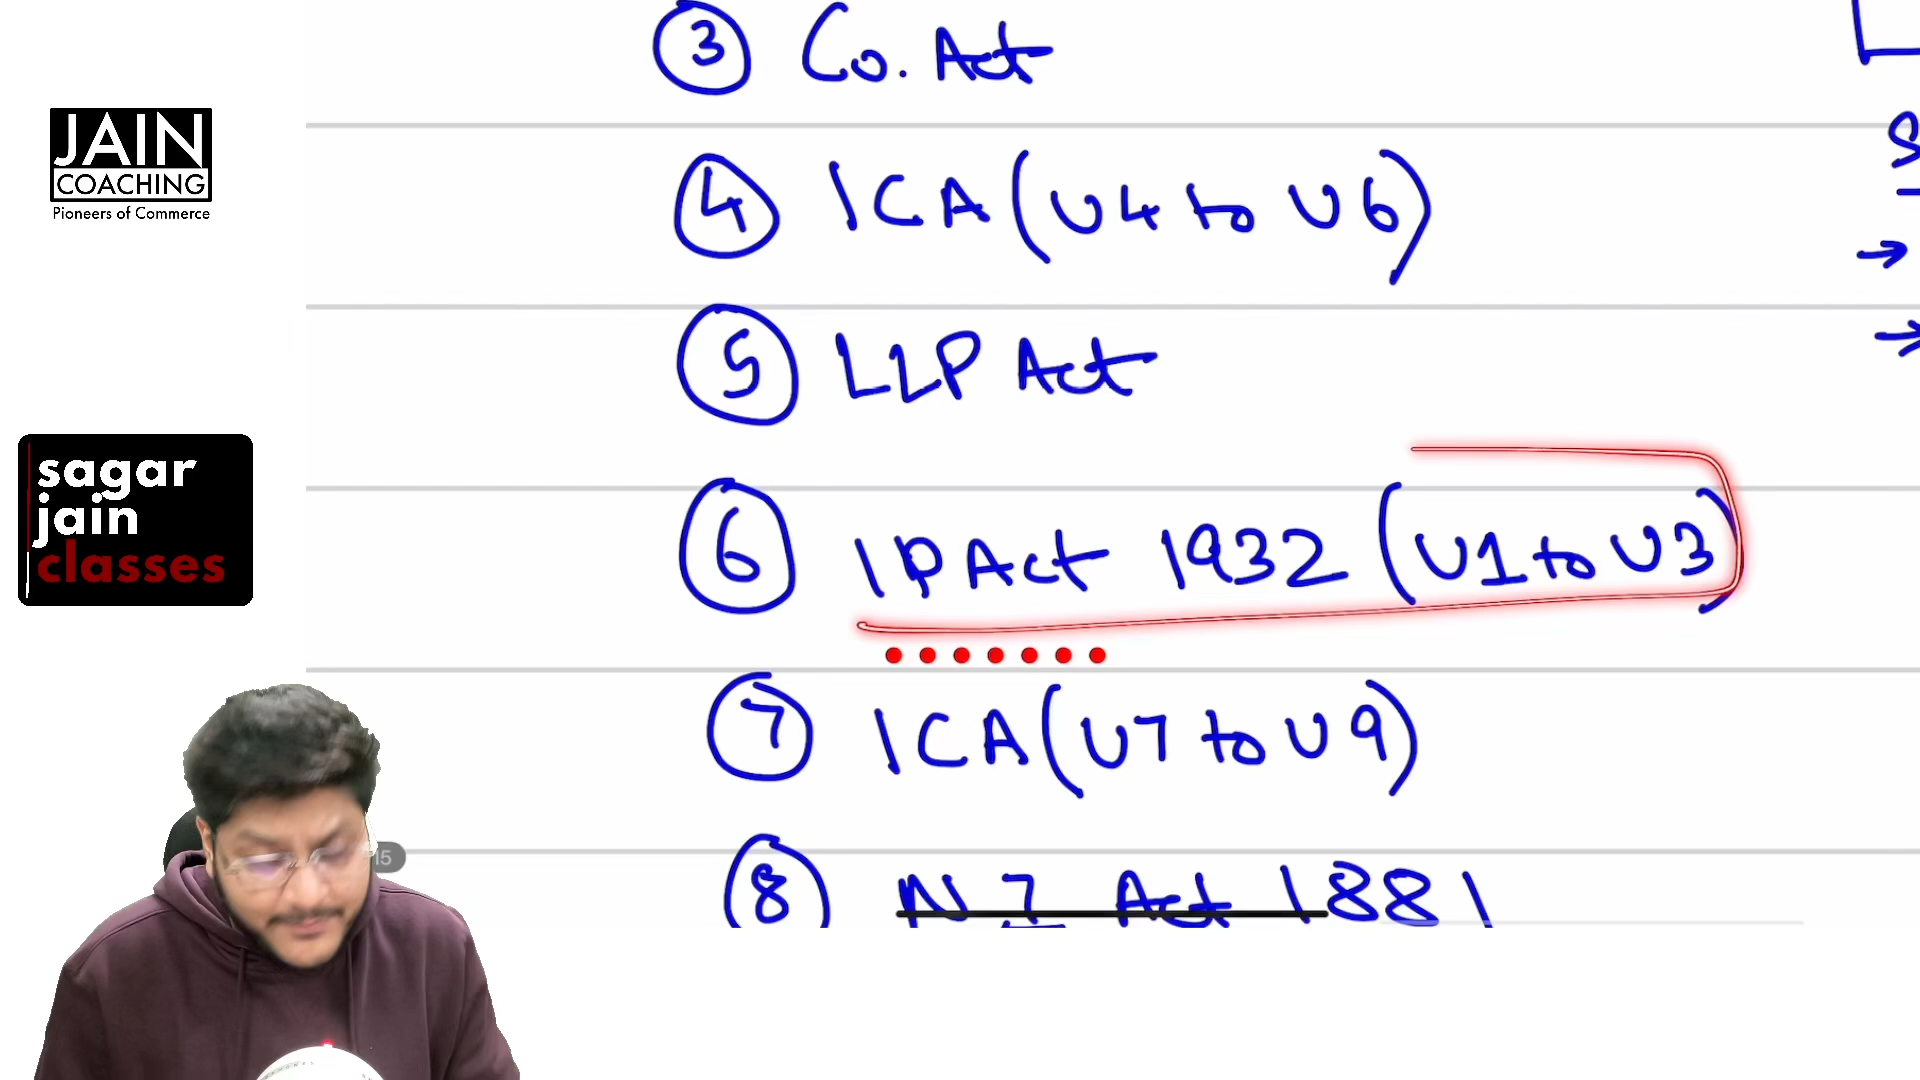 3 Co. Act
JAIN
COACHING
Pioneers of Commerce
4 ICA (U4 to U6)
5 LLP Act
sagar
jain
classes
6 IP Act 1932 (U1 to U3)
7 ICA (U7 to U9)
15
8 N I Act 1881